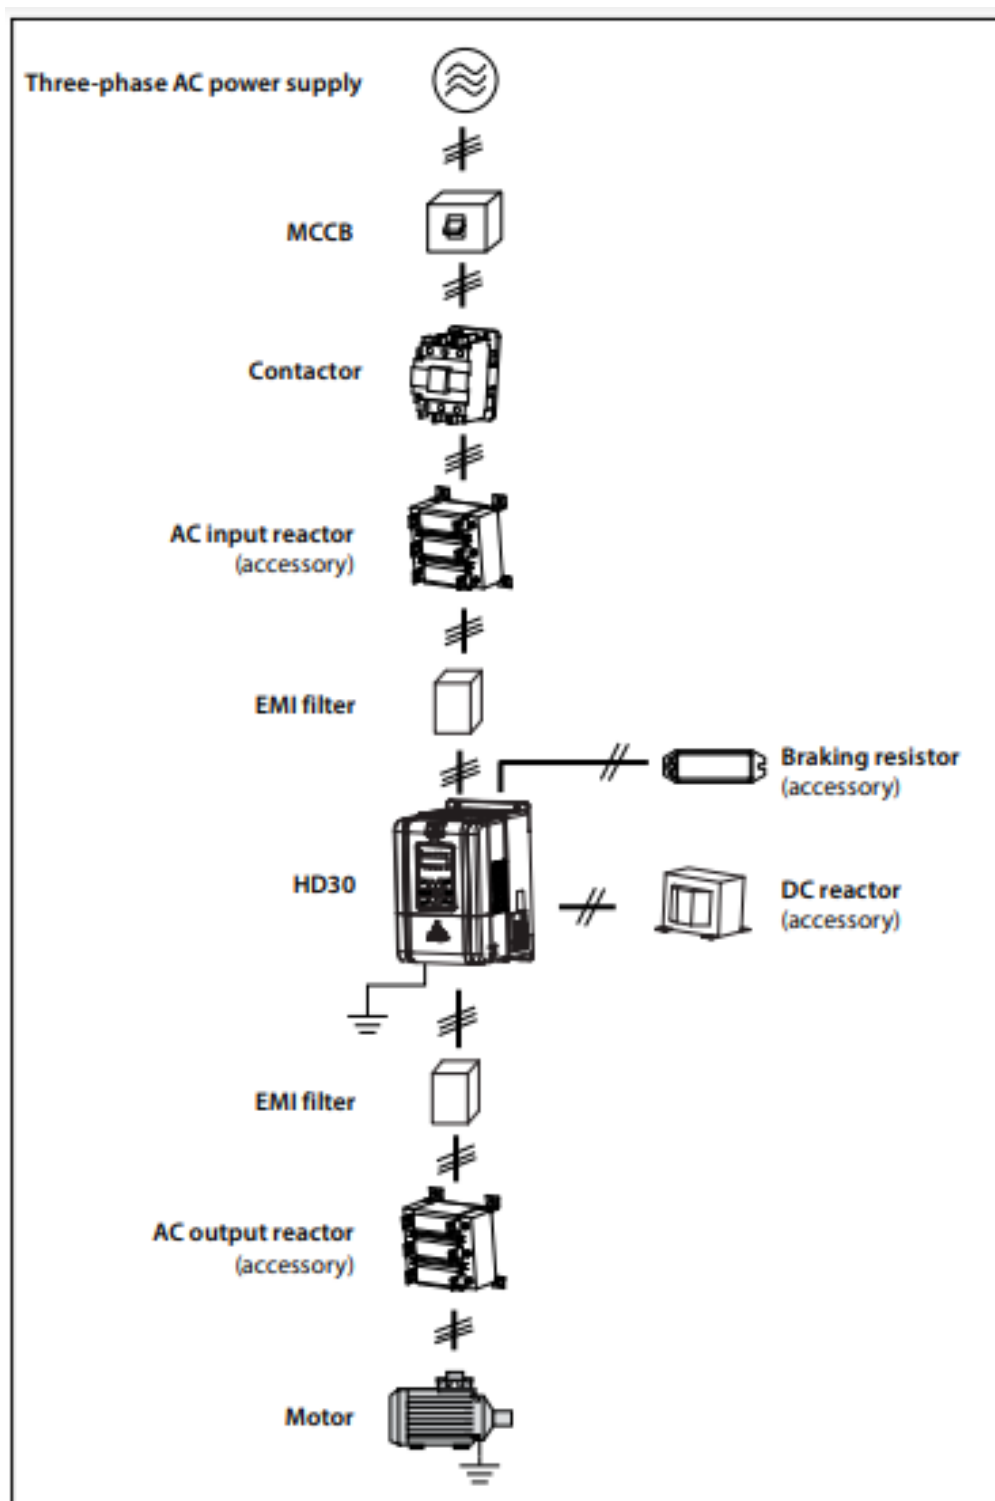 Three-phase AC power supply
MCCB
Contactor
AC input reactor
(accessory)
EMI filter
Braking resistor
(accessory)
HD30
DC reactor
(accessory)
EMI filter
AC output reactor
(accessory)
Motor